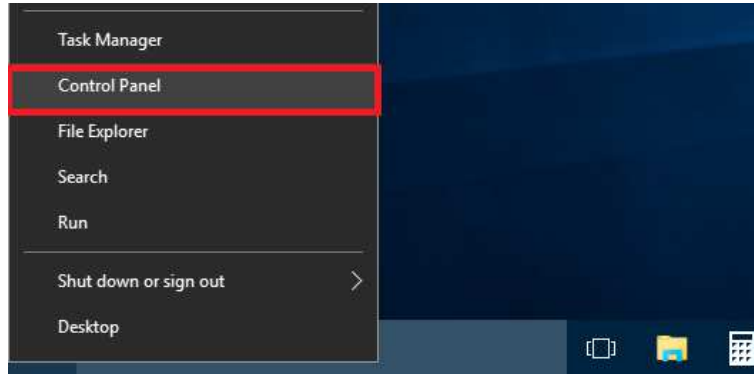 Task Manager
Control Panel
File Explorer
Search
Run
Shut down or sign out
Desktop